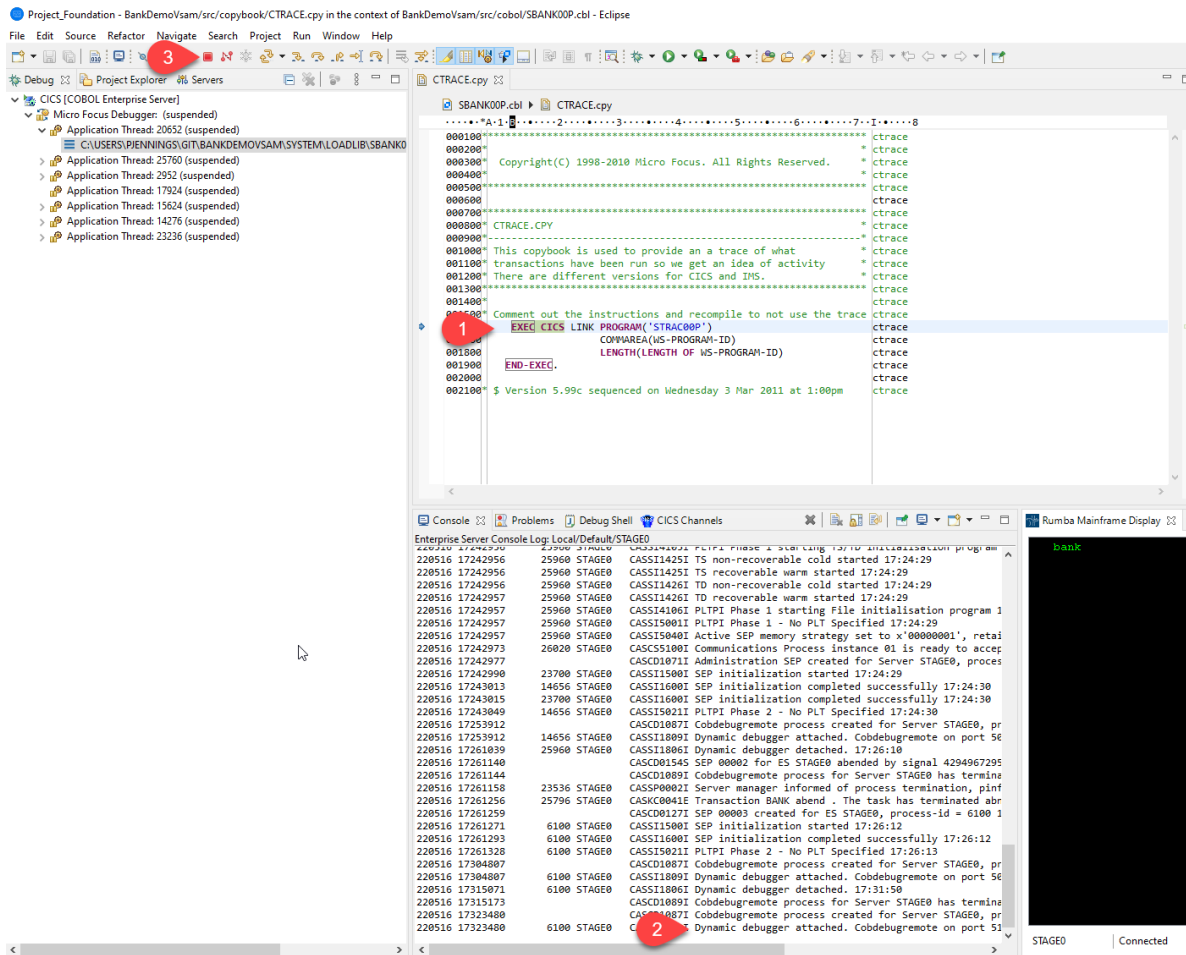 Project_Foundation - BankDemoVsam/src/copybook/CTRACE.cpy in the context of BankDemoVsam/src/cobol/SBANK00P.cbl - Eclipse
File Edit Source Refactor Navigate Search Project Run Window Help
3
Debug Project Explorer Servers
CICS [COBOL Enterprise Server]
Micro Focus Debugger: (suspended)
Application Thread: 20652 (suspended)
C:\USERS\PJENNINGS\GIT\BANKDEMOVSAM\SYSTEM\LOADLIB\SBANK0
Application Thread: 25760 (suspended)
Application Thread: 2952 (suspended)
Application Thread: 17924 (suspended)
Application Thread: 15624 (suspended)
Application Thread: 14276 (suspended)
Application Thread: 23236 (suspended)
CTRACE.cpy
SBANK00P.cbl CTRACE.cpy
····•·*A·1·B··•····2····•····3····•····4····•····5····•····6····•····7··I·•····8
000100***************************************************************** ctrace
000200* * ctrace
000300* Copyright(C) 1998-2010 Micro Focus. All Rights Reserved. * ctrace
000400* * ctrace
000500***************************************************************** ctrace
000600 ctrace
000700***************************************************************** ctrace
000800* CTRACE.CPY * ctrace
000900*---------------------------------------------------------------* ctrace
001000* This copybook is used to provide an a trace of what * ctrace
001100* transactions have been run so we get an idea of activity * ctrace
001200* There are different versions for CICS and IMS. * ctrace
001300***************************************************************** ctrace
001400* ctrace
Comment out the instructions and recompile to not use the trace ctrace
1 EXEC CICS LINK PROGRAM('STRAC00P') ctrace
COMMAREA(WS-PROGRAM-ID) ctrace
001800 LENGTH(LENGTH OF WS-PROGRAM-ID) ctrace
001900 END-EXEC. ctrace
002000 ctrace
002100* $ Version 5.99c sequenced on Wednesday 3 Mar 2011 at 1:00pm ctrace
Console Problems Debug Shell CICS Channels
Enterprise Server Console Log: Local/Default/STAGE0
220516 17242956 25960 STAGE0 CASSI4105I PLTPI Phase 1 starting TS/TD initialisation program
220516 17242956 25960 STAGE0 CASSI1425I TS non-recoverable cold started 17:24:29
220516 17242956 25960 STAGE0 CASSI1425I TS recoverable warm started 17:24:29
220516 17242957 25960 STAGE0 CASSI1426I TD non-recoverable cold started 17:24:29
220516 17242957 25960 STAGE0 CASSI1426I TD recoverable warm started 17:24:29
220516 17242957 25960 STAGE0 CASSI4106I PLTPI Phase 1 starting File initialisation program 1
220516 17242957 25960 STAGE0 CASSI5001I PLTPI Phase 1 - No PLT Specified 17:24:29
220516 17242957 25960 STAGE0 CASSI5040I Active SEP memory strategy set to x'00000001', retai
220516 17242973 26020 STAGE0 CASCS5100I Communications Process instance 01 is ready to accep
220516 17242977 CASCD1071I Administration SEP created for Server STAGE0, proces
220516 17242990 23700 STAGE0 CASSI1500I SEP initialization started 17:24:29
220516 17243013 14656 STAGE0 CASSI1600I SEP initialization completed successfully 17:24:30
220516 17243015 23700 STAGE0 CASSI1600I SEP initialization completed successfully 17:24:30
220516 17243049 14656 STAGE0 CASSI5021I PLTPI Phase 2 - No PLT Specified 17:24:30
220516 17253912 CASCD1087I Cobdebugremote process created for Server STAGE0, pr
220516 17253912 14656 STAGE0 CASSI1809I Dynamic debugger attached. Cobdebugremote on port 50
220516 17261039 25960 STAGE0 CASSI1806I Dynamic debugger detached. 17:26:10
220516 17261140 CASCD0154S SEP 00002 for ES STAGE0 abended by signal 4294967295
220516 17261144 CASCD1089I Cobdebugremote process for Server STAGE0 has termina
220516 17261158 23536 STAGE0 CASSP0002I Server manager informed of process termination, pinf
220516 17261256 25796 STAGE0 CASKC0041E Transaction BANK abend . The task has terminated abn
220516 17261259 CASCD0127I SEP 00003 created for ES STAGE0, process-id = 6100 1
220516 17261271 6100 STAGE0 CASSI1500I SEP initialization started 17:26:12
220516 17261293 6100 STAGE0 CASSI1600I SEP initialization completed successfully 17:26:12
220516 17261328 6100 STAGE0 CASSI5021I PLTPI Phase 2 - No PLT Specified 17:26:13
220516 17304807 CASCD1087I Cobdebugremote process created for Server STAGE0, pr
220516 17304807 6100 STAGE0 CASSI1809I Dynamic debugger attached. Cobdebugremote on port 50
220516 17315071 6100 STAGE0 CASSI1806I Dynamic debugger detached. 17:31:50
220516 17315173 CASCD1089I Cobdebugremote process for Server STAGE0 has termina
220516 17323480 Cobdebugremote process created for Server STAGE0, pr
220516 17323480 6100 STAGE0 2 Dynamic debugger attached. Cobdebugremote on port 51
Rumba Mainframe Display
bank
STAGE0 Connected